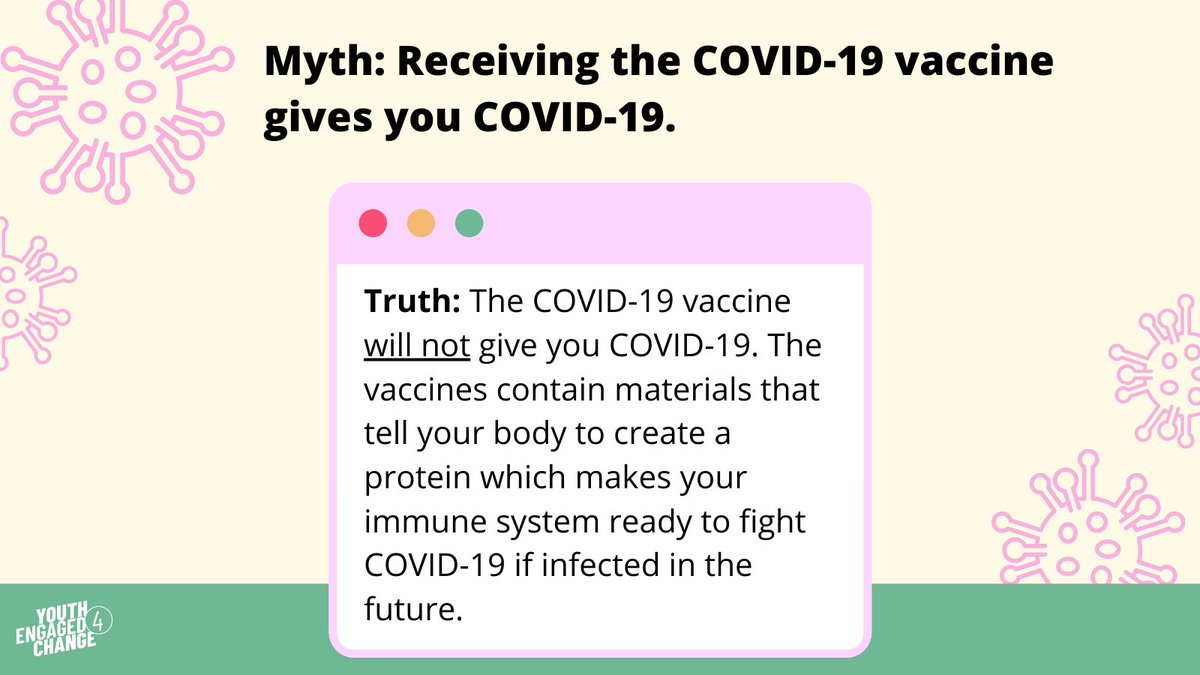 Myth: Receiving the COVID-19 vaccine
gives you COVID-19.
Truth: The COVID-19 vaccine
will not give you COVID-19. The
vaccines contain materials that
tell your body to create a
protein which makes your
immune system ready to fight
COVID-19 if infected in the
future.
YOUTH
ENGAGED 4
CHANGE